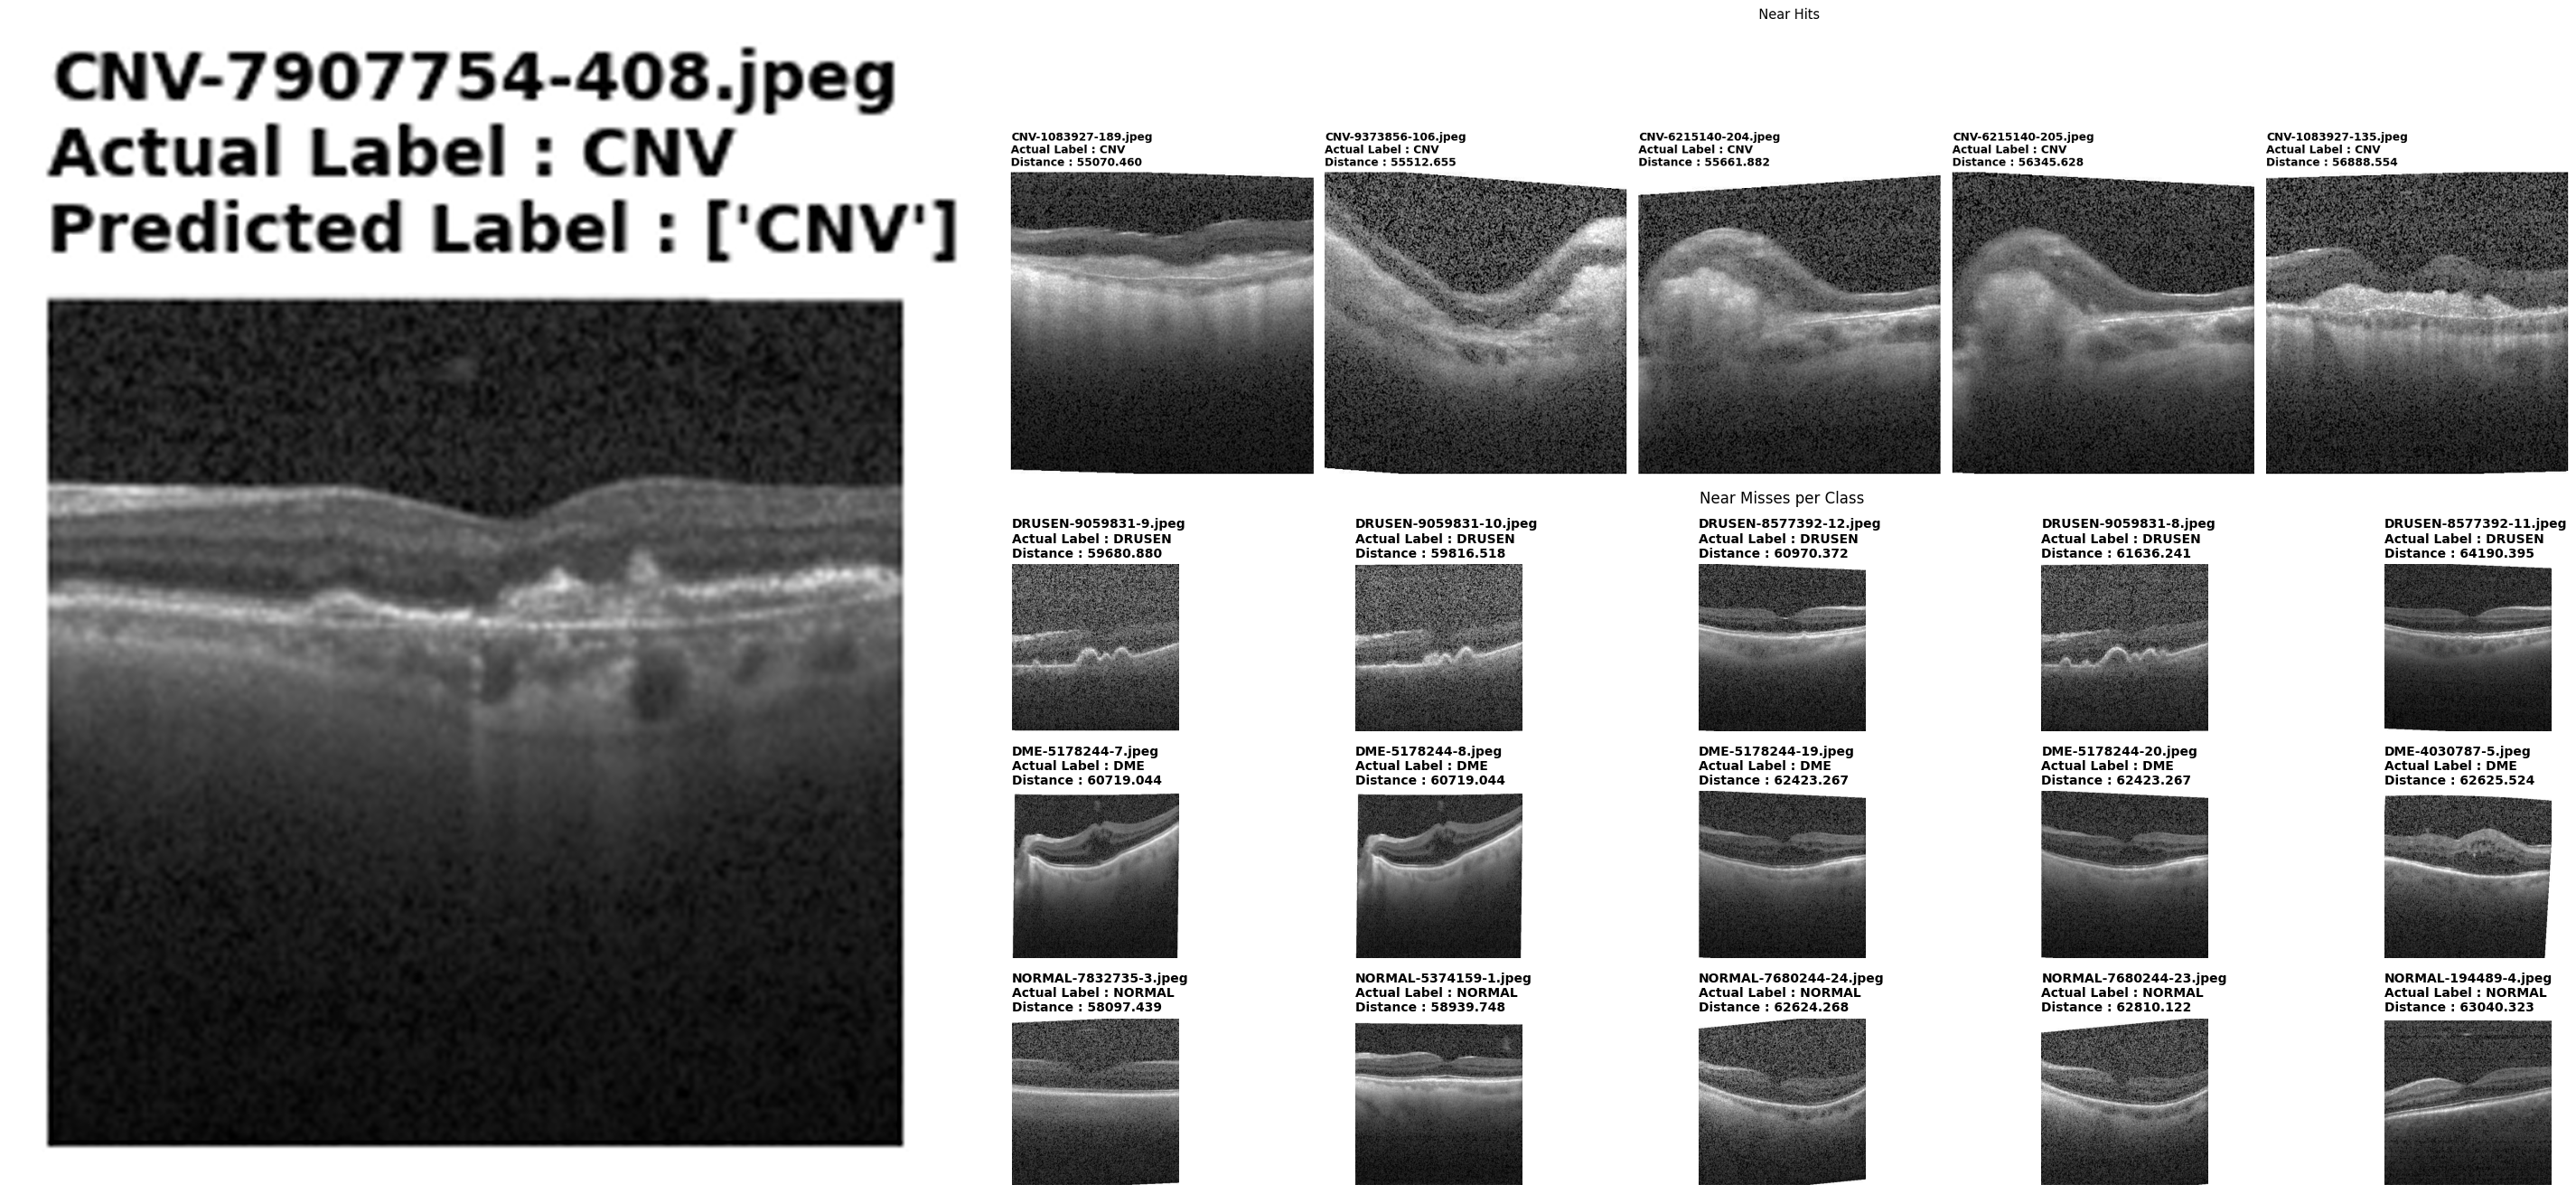 Near Hits
CNV-7907754-408.jpeg
Actual Label : CNV
Predicted Label : ['CNV']
CNV-1083927-189.jpeg
Actual Label : CNV
Distance : 55070.460
CNV-9373856-106.jpeg
Actual Label : CNV
Distance : 55512.655
CNV-6215140-204.jpeg
Actual Label : CNV
Distance : 55661.882
CNV-6215140-205.jpeg
Actual Label : CNV
Distance : 56345.628
CNV-1083927-135.jpeg
Actual Label : CNV
Distance : 56888.554
Near Misses per Class
DRUSEN-9059831-9.jpeg
Actual Label : DRUSEN
Distance : 59680.880
DRUSEN-9059831-10.jpeg
Actual Label : DRUSEN
Distance : 59816.518
DRUSEN-8577392-12.jpeg
Actual Label : DRUSEN
Distance : 60970.372
DRUSEN-9059831-8.jpeg
Actual Label : DRUSEN
Distance : 61636.241
DRUSEN-8577392-11.jpeg
Actual Label : DRUSEN
Distance : 64190.395
DME-5178244-7.jpeg
Actual Label : DME
Distance : 60719.044
DME-5178244-8.jpeg
Actual Label : DME
Distance : 60719.044
DME-5178244-19.jpeg
Actual Label : DME
Distance : 62423.267
DME-5178244-20.jpeg
Actual Label : DME
Distance : 62423.267
DME-4030787-5.jpeg
Actual Label : DME
Distance : 62625.524
NORMAL-7832735-3.jpeg
Actual Label : NORMAL
Distance : 58097.439
NORMAL-5374159-1.jpeg
Actual Label : NORMAL
Distance : 58939.748
NORMAL-7680244-24.jpeg
Actual Label : NORMAL
Distance : 62624.268
NORMAL-7680244-23.jpeg
Actual Label : NORMAL
Distance : 62810.122
NORMAL-194489-4.jpeg
Actual Label : NORMAL
Distance : 63040.323